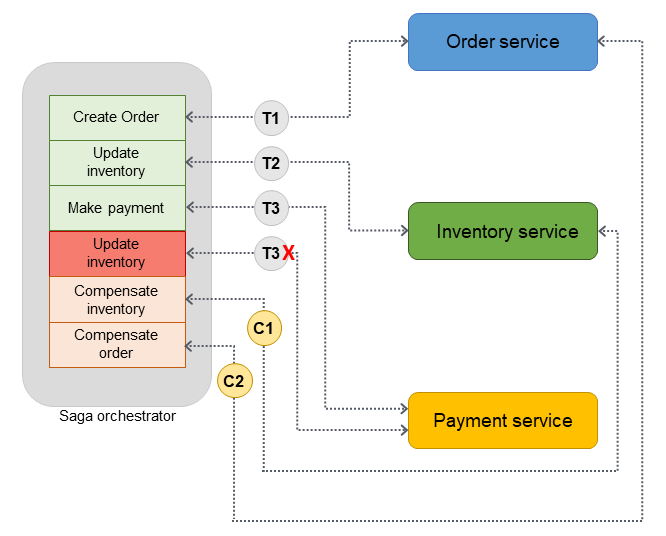 Order service
Create Order
T1
Update
inventory
T2
Make payment
T3
Inventory service
Update
inventory
T3
X
Compensate
inventory
C1
Compensate
order
C2
Saga orchestrator
Payment service